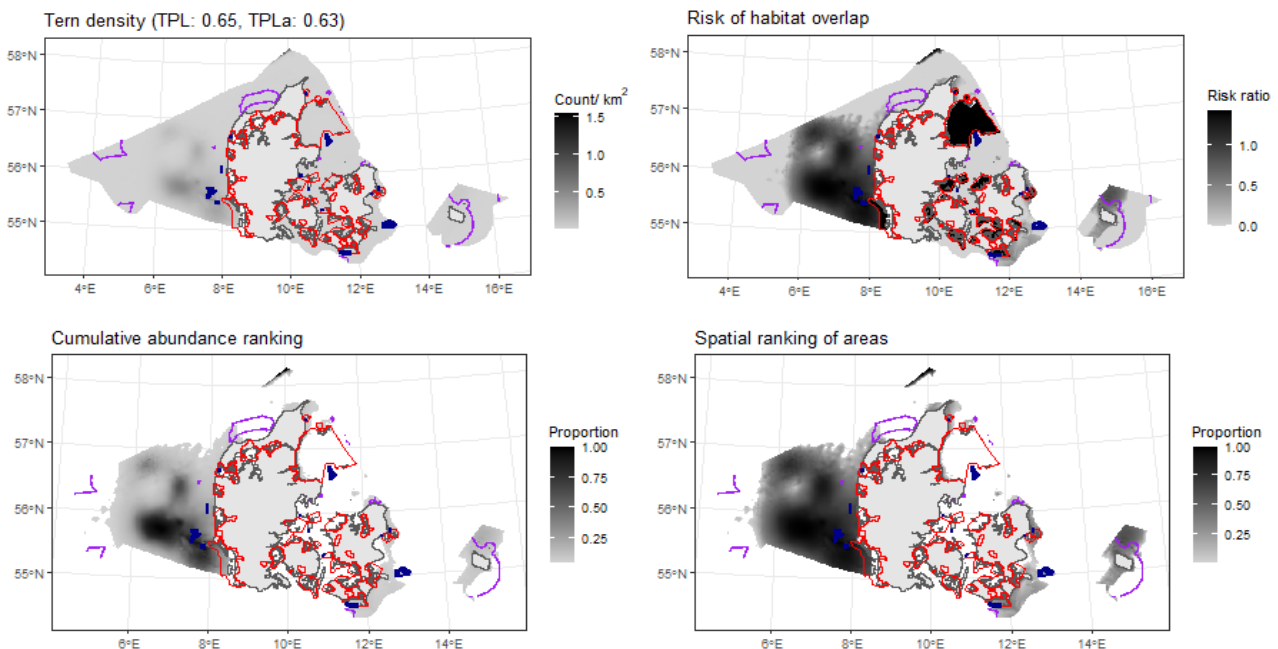 Tern density (TPL: 0.65, TPLa: 0.63)
58°N
57°N
56°N
55°N
4°E 6°E 8°E 10°E 12°E 14°E 16°E
Count/ km²
1.5
1.0
0.5
Risk of habitat overlap
58°N
57°N
56°N
55°N
4°E 6°E 8°E 10°E 12°E 14°E 16°E
Risk ratio
1.0
0.5
0.0
Cumulative abundance ranking
58°N
57°N
56°N
55°N
6°E 8°E 10°E 12°E 14°E
Proportion
1.00
0.75
0.50
0.25
Spatial ranking of areas
58°N
57°N
56°N
55°N
6°E 8°E 10°E 12°E 14°E
Proportion
1.00
0.75
0.50
0.25